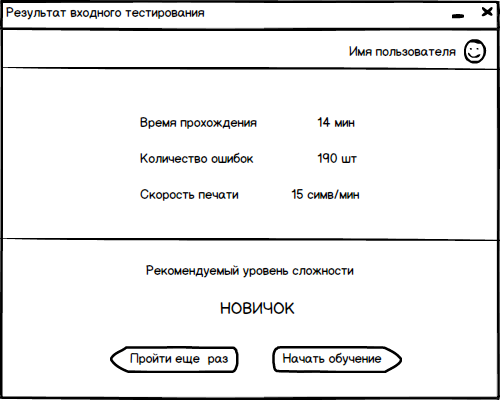 Результат входного тестирования
Имя пользователя
Время прохождения 14 мин
Количество ошибок 190 шт
Скорость печати 15 симв/мин
Рекомендуемый уровень сложности
НОВИЧОК
Пройти еще раз Начать обучение